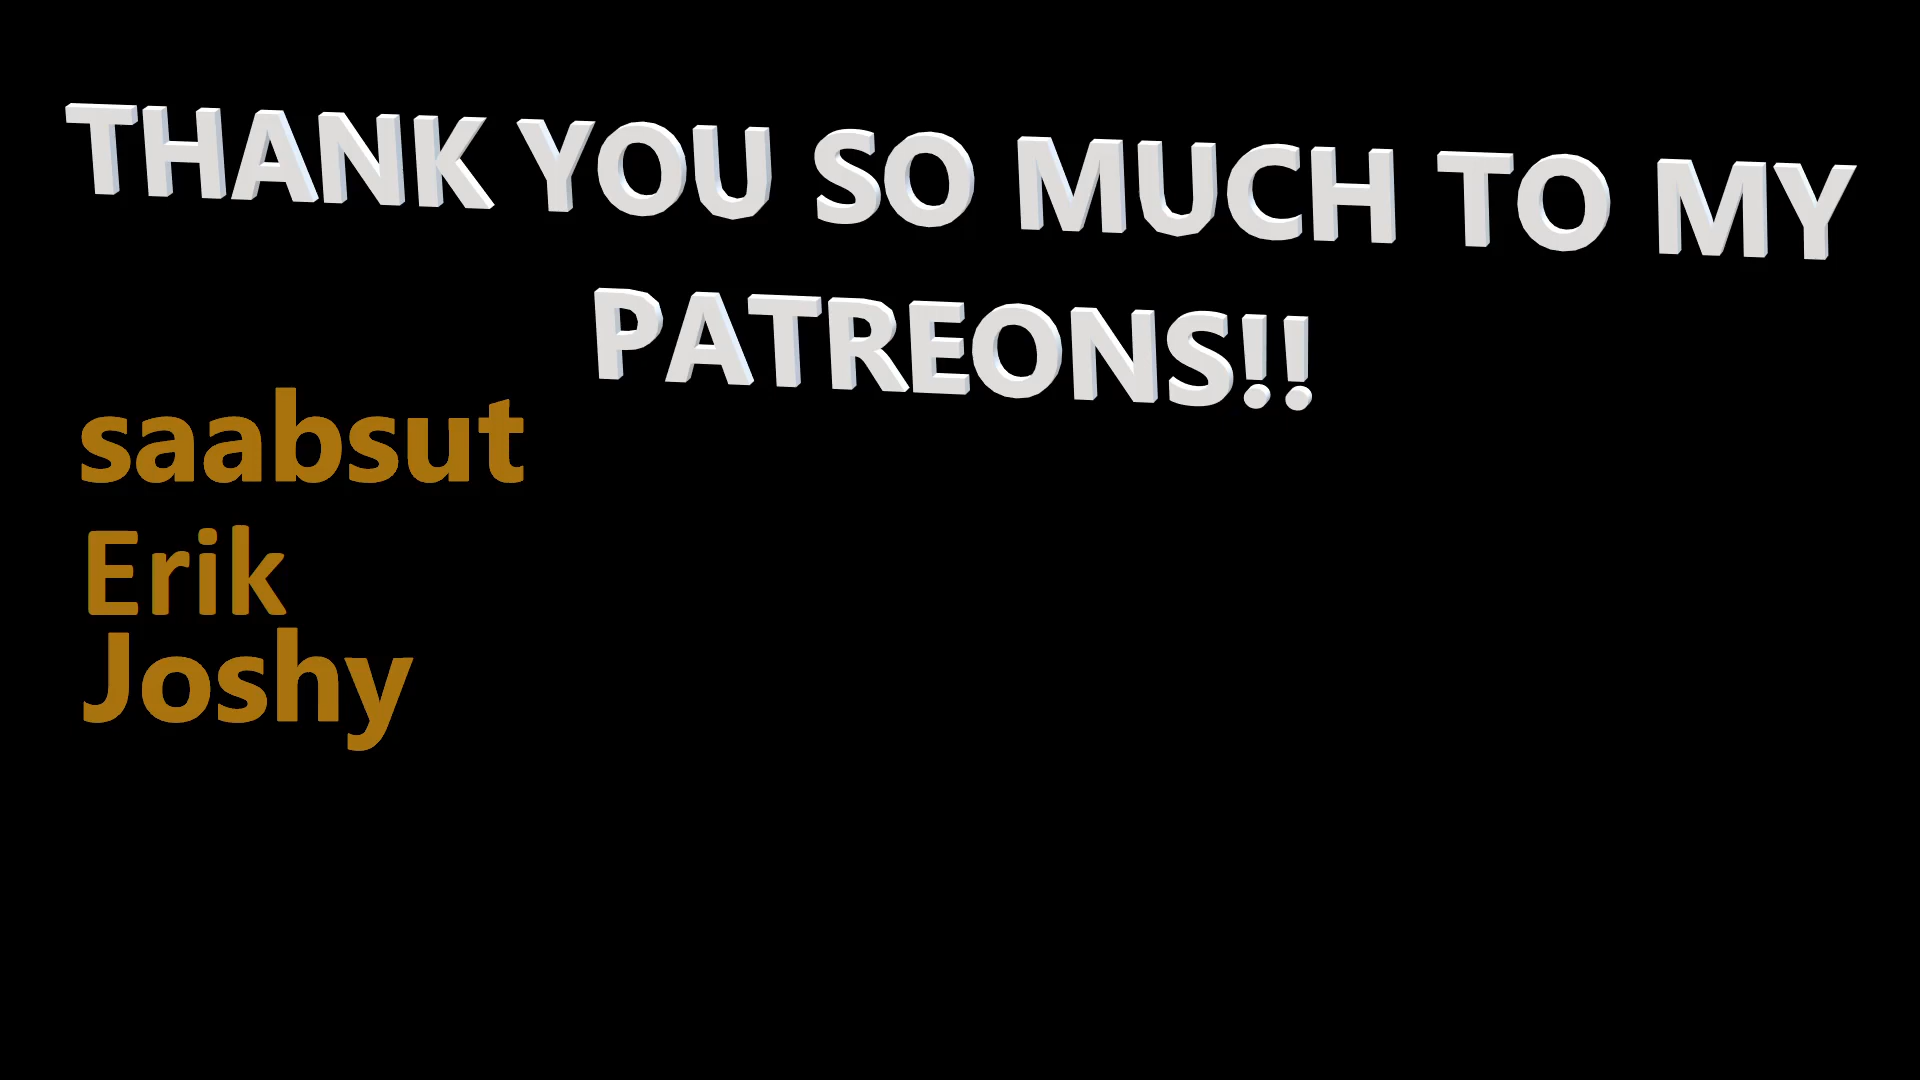 THANK YOU SO MUCH TO MY
PATREONS!!
saabsut
Erik
Joshy